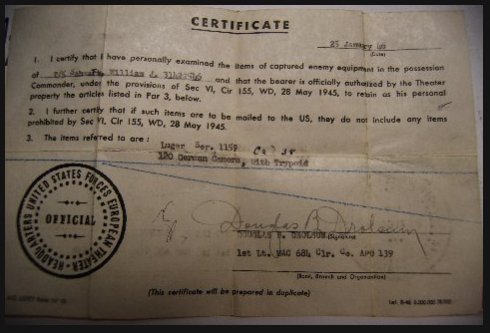 CERTIFICATE
25 January 46
(Date)
1. I certify that I have personally examined the items of captured enemy equipment in the possession
of William J. and that the bearer is officially authorized by the Theater
Commander, under the provisions of Sec VI, Cir 155, WD, 28 May 1945, to retain as his personal
property the articles listed in Par 3, below.
2. I further certify that if such items are to be mailed to the US, they do not include any items
prohibited by Sec VI, Cir 155, WD, 28 May 1945.
3. The items referred to are :
Luger Ser. 1159
120 German Camera, With Trypoid
HEADQUARTERS UNITED STATES FORCES EUROPEAN THEATER
OFFICIAL
Douglas
DOUGLAS
(Signature)
1st Lt. MAC 684 Clr. Co. APO 139
(Rank, Branch and Organization)
(This certificate will be prepared in duplicate)